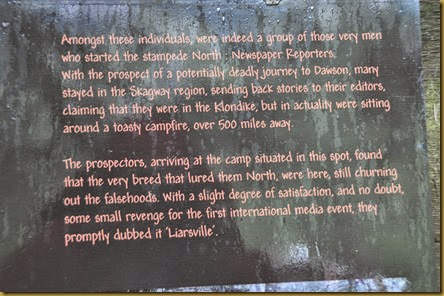 Amongst these individuals, were indeed a group of those very men
who started the stampede North ; Newspaper Reporters.
With the prospect of a potentially deadly journey to Dawson, many
stayed in the Skagway region, sending back stories to their editors,
claiming that they were in the Klondike, but in actuality were sitting
around a toasty campfire, over 500 miles away.
The prospectors, arriving at the camp situated in this spot, found
that the very breed that lured them North, were here, still churning
out the falsehoods. With a slight degree of satisfaction, and no doubt,
some small revenge for the first international media event, they
promptly dubbed it 'Liarsville'.